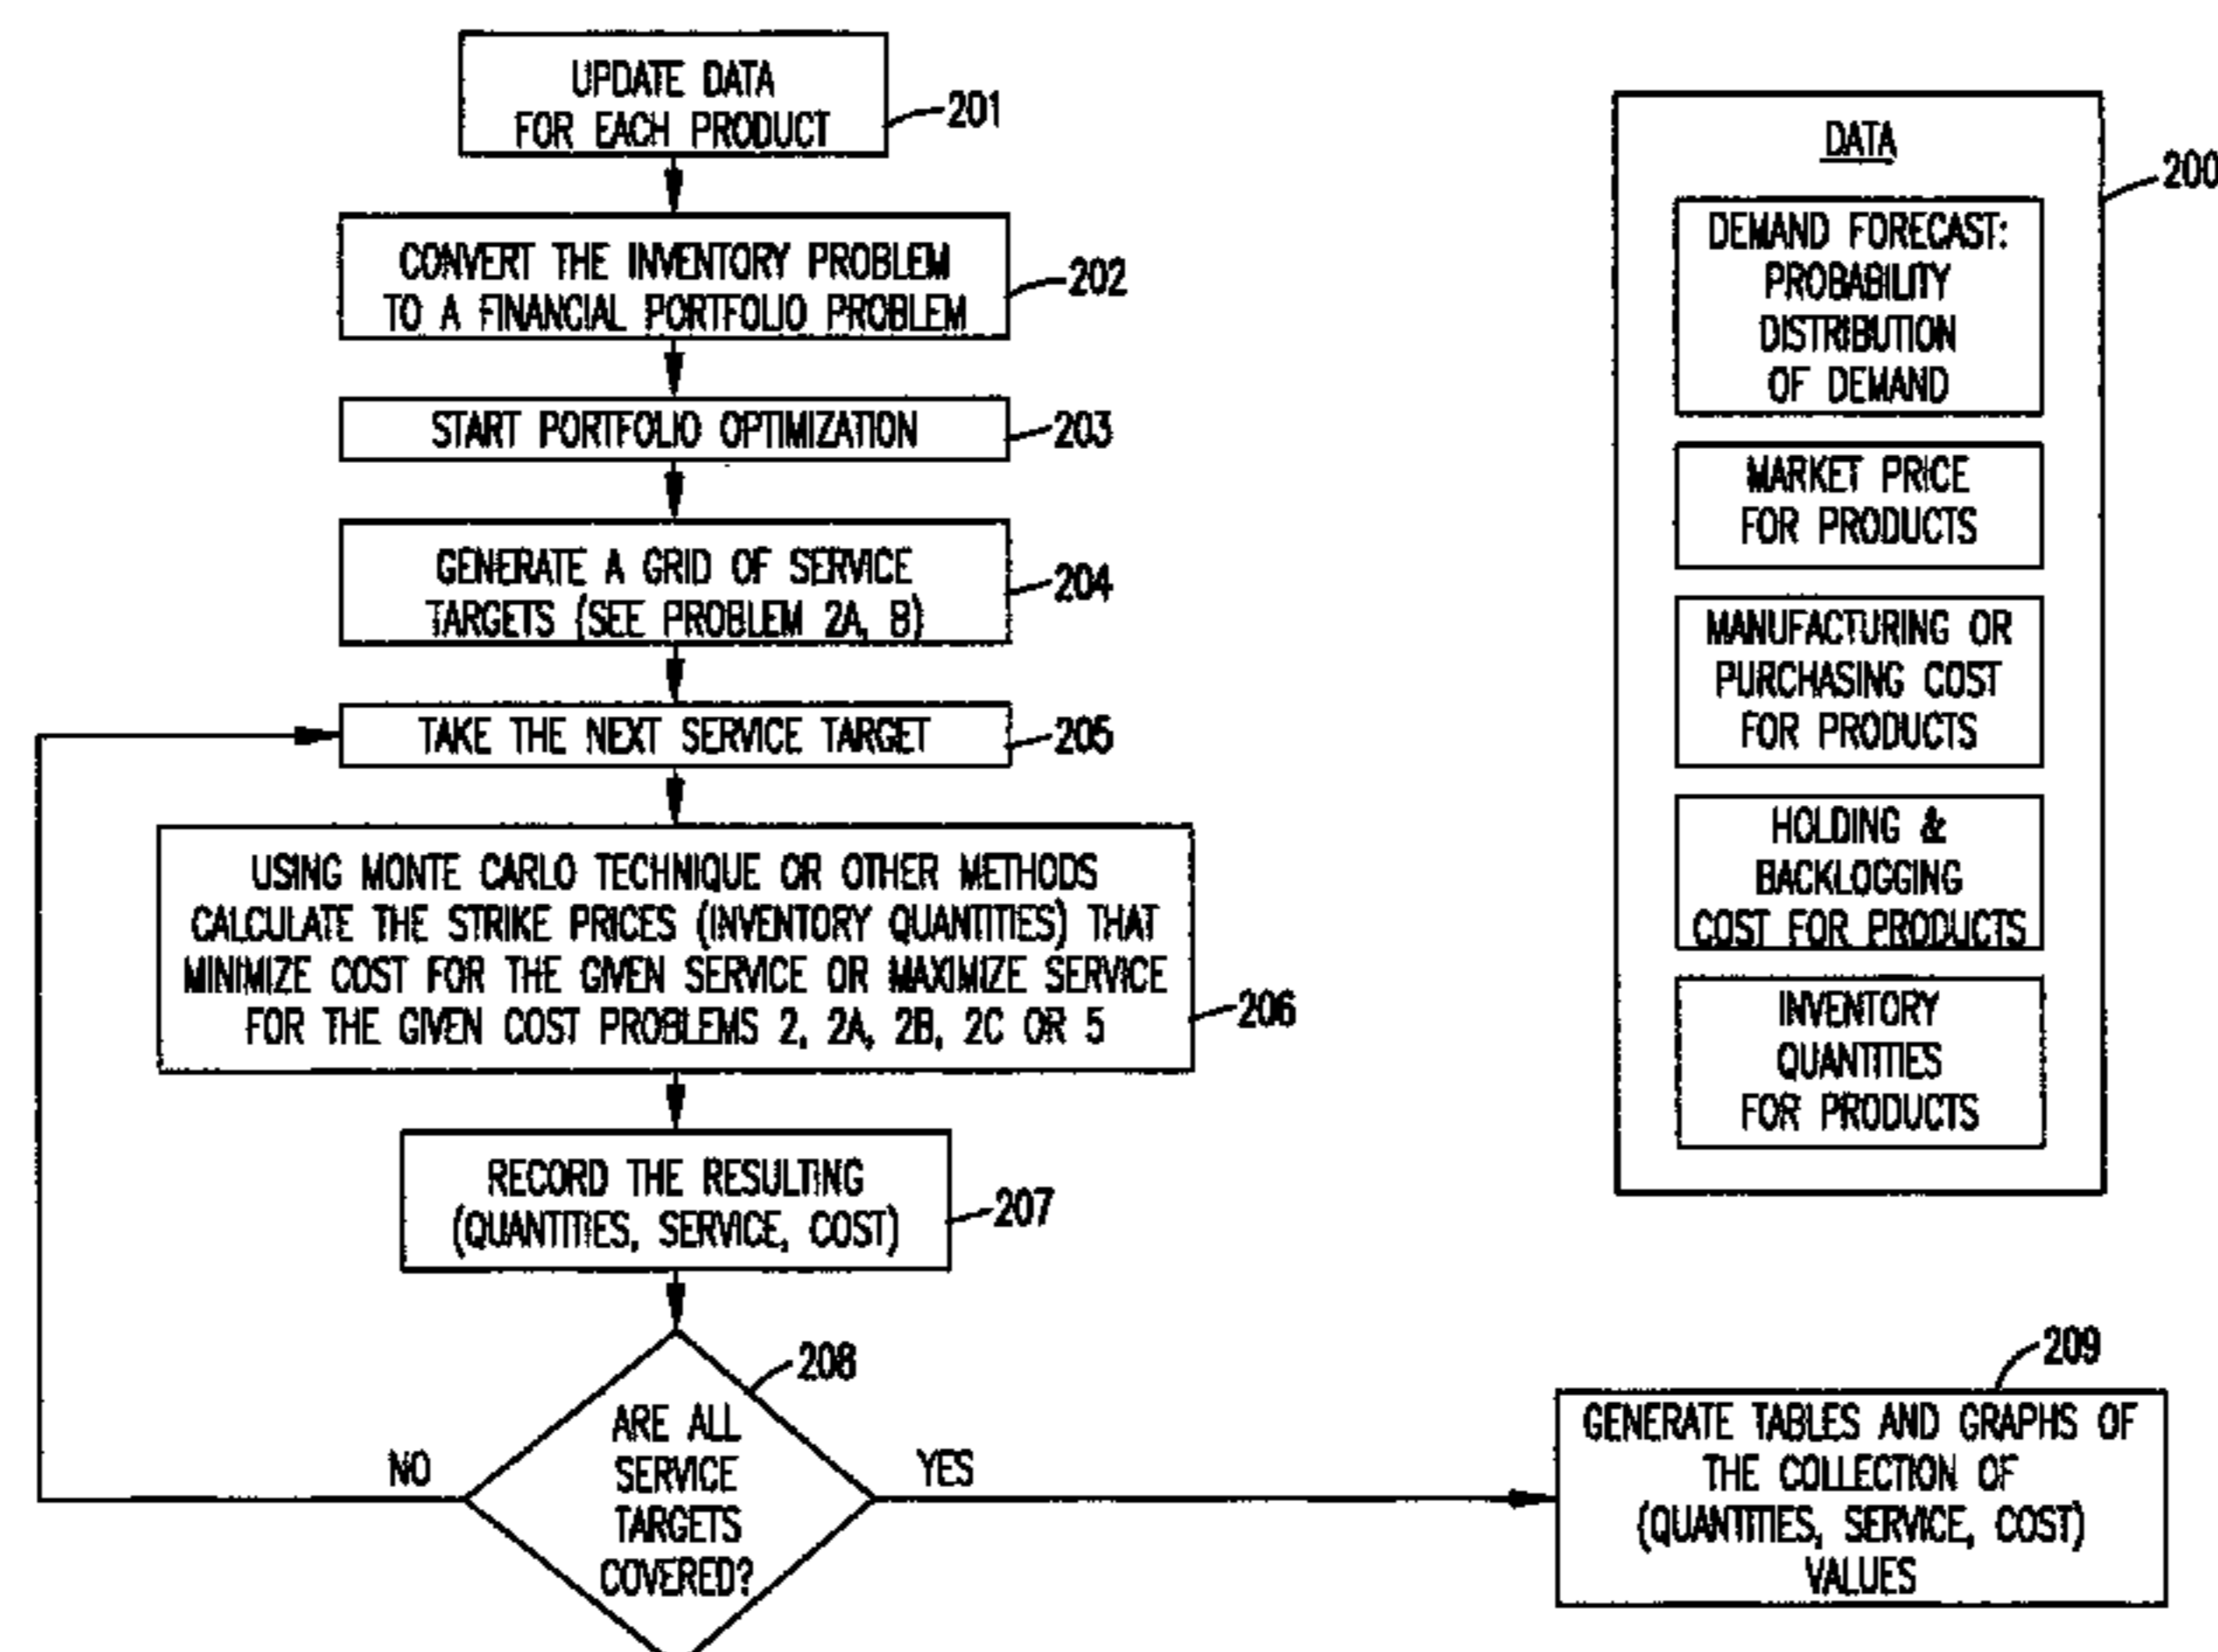 UPDATE DATA
FOR EACH PRODUCT
201
CONVERT THE INVENTORY PROBLEM
TO A FINANCIAL PORTFOLIO PROBLEM
202
START PORTFOLIO OPTIMIZATION
203
GENERATE A GRID OF SERVICE
TARGETS (SEE PROBLEM 2A, B)
204
TAKE THE NEXT SERVICE TARGET
205
USING MONTE CARLO TECHNIQUE OR OTHER METHODS
CALCULATE THE STRIKE PRICES (INVENTORY QUANTITIES) THAT
MINIMIZE COST FOR THE GIVEN SERVICE OR MAXIMIZE SERVICE
FOR THE GIVEN COST PROBLEMS 2, 2A, 2B, 2C OR 5
206
RECORD THE RESULTING
(QUANTITIES, SERVICE, COST)
207
208
ARE ALL
SERVICE
TARGETS
COVERED?
NO
YES
DATA
200
DEMAND FORECAST:
PROBABILITY
DISTRIBUTION
OF DEMAND
MARKET PRICE
FOR PRODUCTS
MANUFACTURING OR
PURCHASING COST
FOR PRODUCTS
HOLDING &
BACKLOGGING
COST FOR PRODUCTS
INVENTORY
QUANTITIES
FOR PRODUCTS
209
GENERATE TABLES AND GRAPHS OF
THE COLLECTION OF
(QUANTITIES, SERVICE, COST)
VALUES